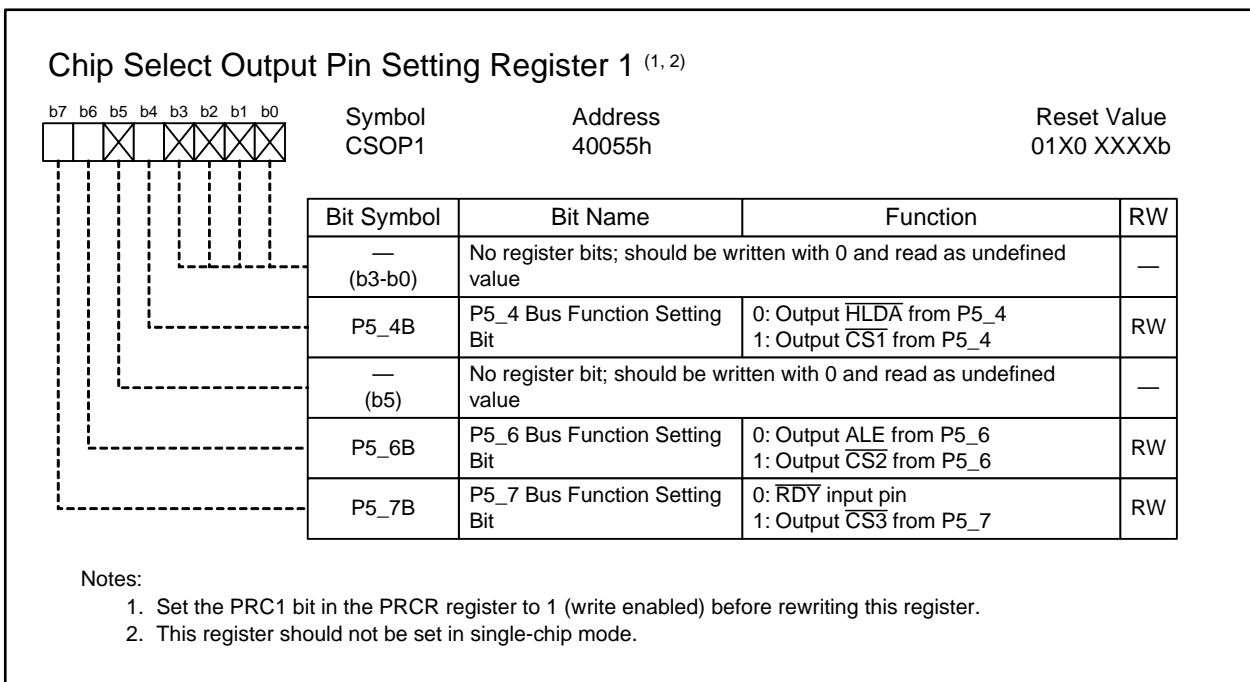 Chip Select Output Pin Setting Register 1 (1, 2)
b7 b6 b5 b4 b3 b2 b1 b0
Symbol Address Reset Value
CSOP1 40055h 01X0 XXXXb
Bit Symbol Bit Name Function RW
—
(b3-b0)
No register bits; should be written with 0 and read as undefined
value
—
P5_4B
P5_4 Bus Function Setting
Bit
0: Output HLDA from P5_4
1: Output CS1 from P5_4
RW
—
(b5)
No register bit; should be written with 0 and read as undefined
value
—
P5_6B
P5_6 Bus Function Setting
Bit
0: Output ALE from P5_6
1: Output CS2 from P5_6
RW
P5_7B
P5_7 Bus Function Setting
Bit
0: RDY input pin
1: Output CS3 from P5_7
RW
Notes:
1. Set the PRC1 bit in the PRCR register to 1 (write enabled) before rewriting this register.
2. This register should not be set in single-chip mode.